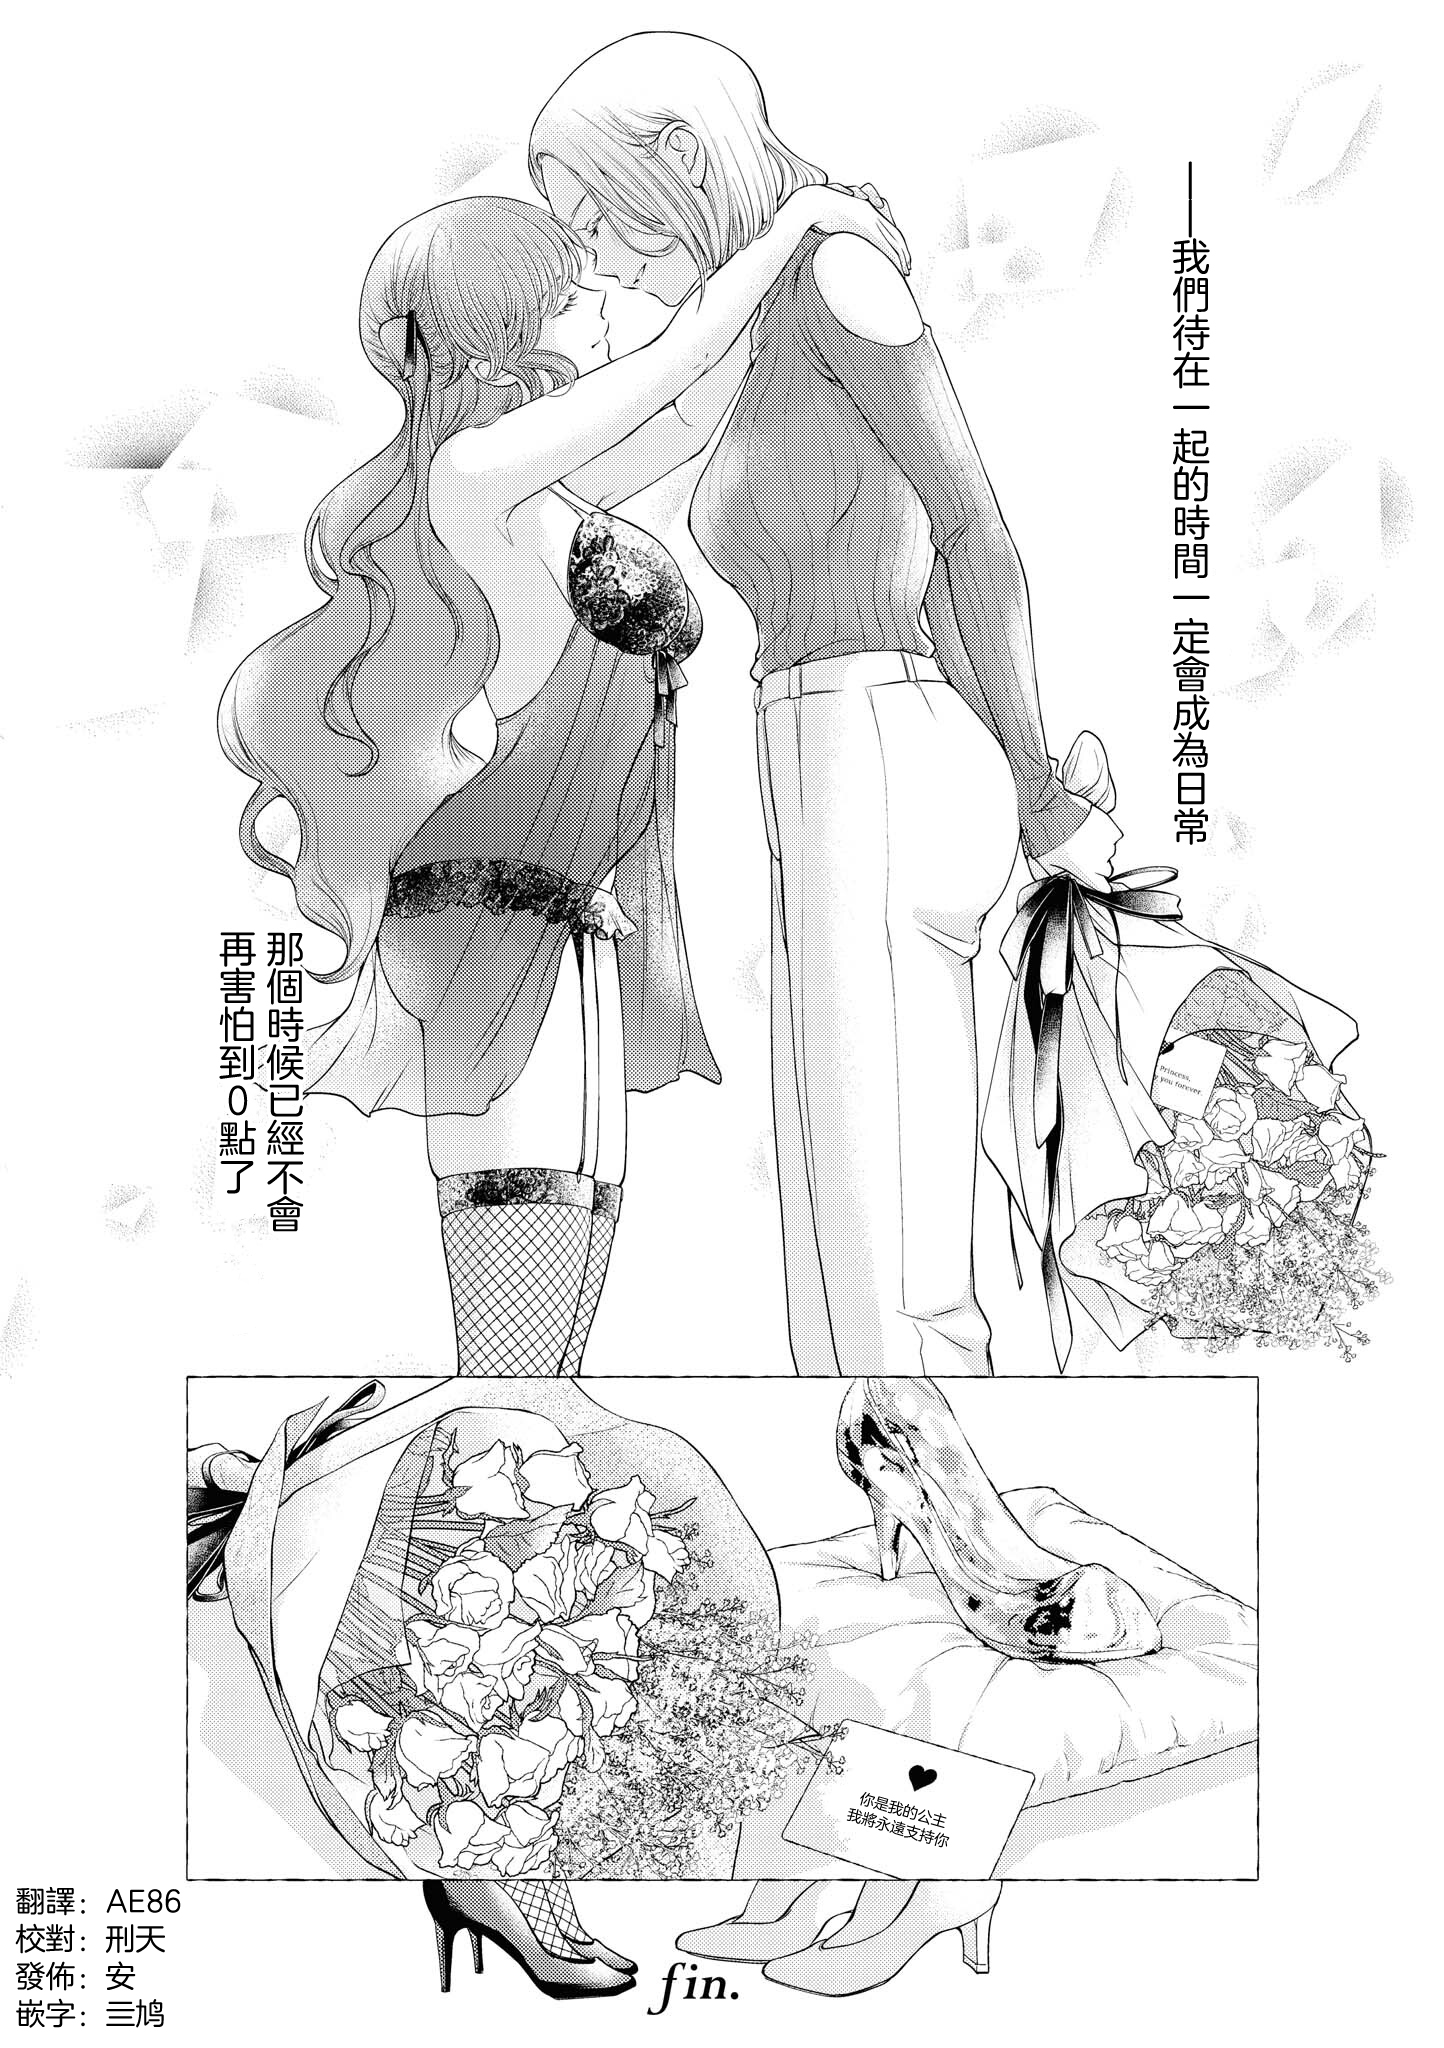 ——我們待在一起的時間一定會成為日常
那個時候已經不會
再害怕到0點了
Princess,
you forever
你是我的公主
我將永遠支持你
翻譯：AE86
校對：刑天
發佈：安
嵌字：亖鸠
fin.